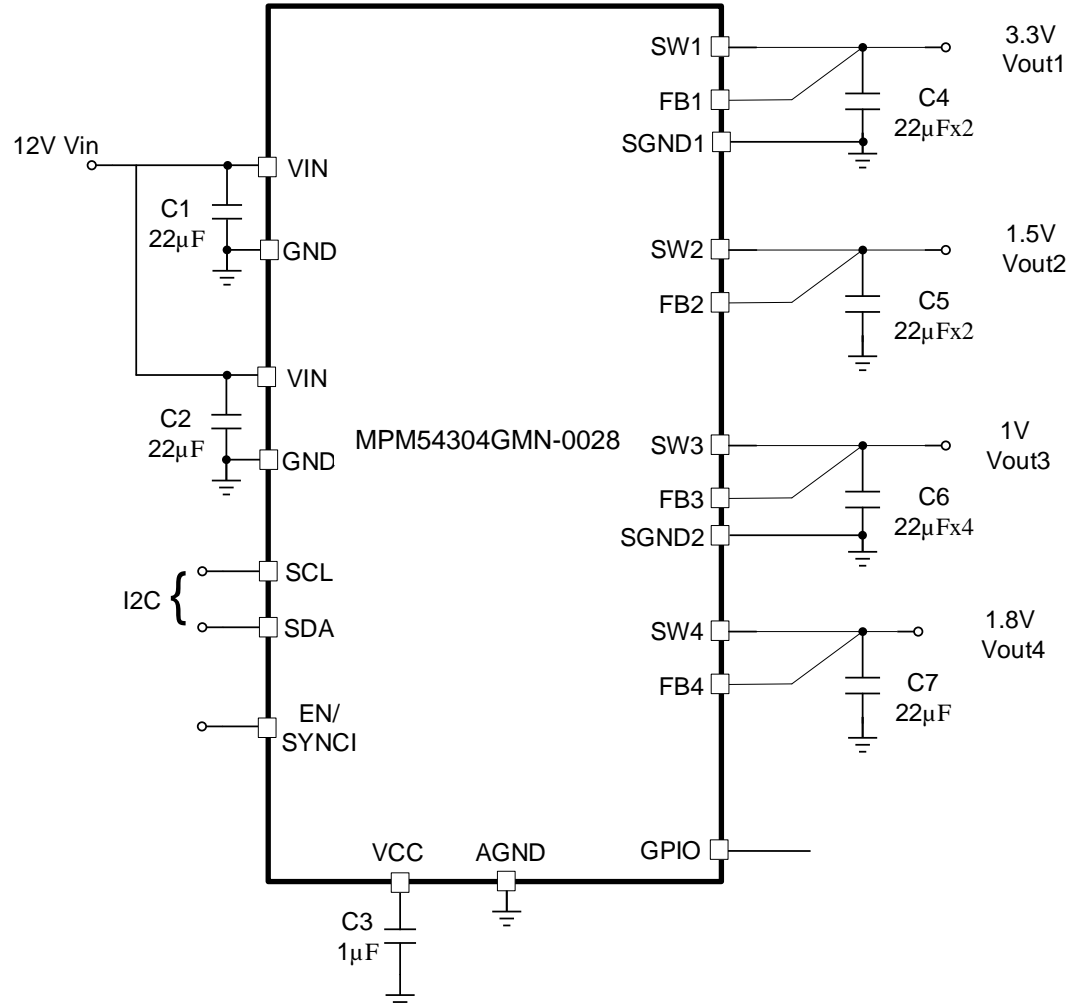 SW1
3.3V
Vout1
FB1
C4
22µFx2
SGND1
12V Vin
VIN
C1
22µF
GND
SW2
1.5V
Vout2
FB2
C5
22µFx2
VIN
C2
22µF
GND
MPM54304GMN-0028
SW3
1V
Vout3
FB3
C6
22µFx4
SGND2
I2C {
SCL
SDA
SW4
1.8V
Vout4
FB4
C7
22µF
EN/
SYNCI
VCC
AGND
GPIO
C3
1µF